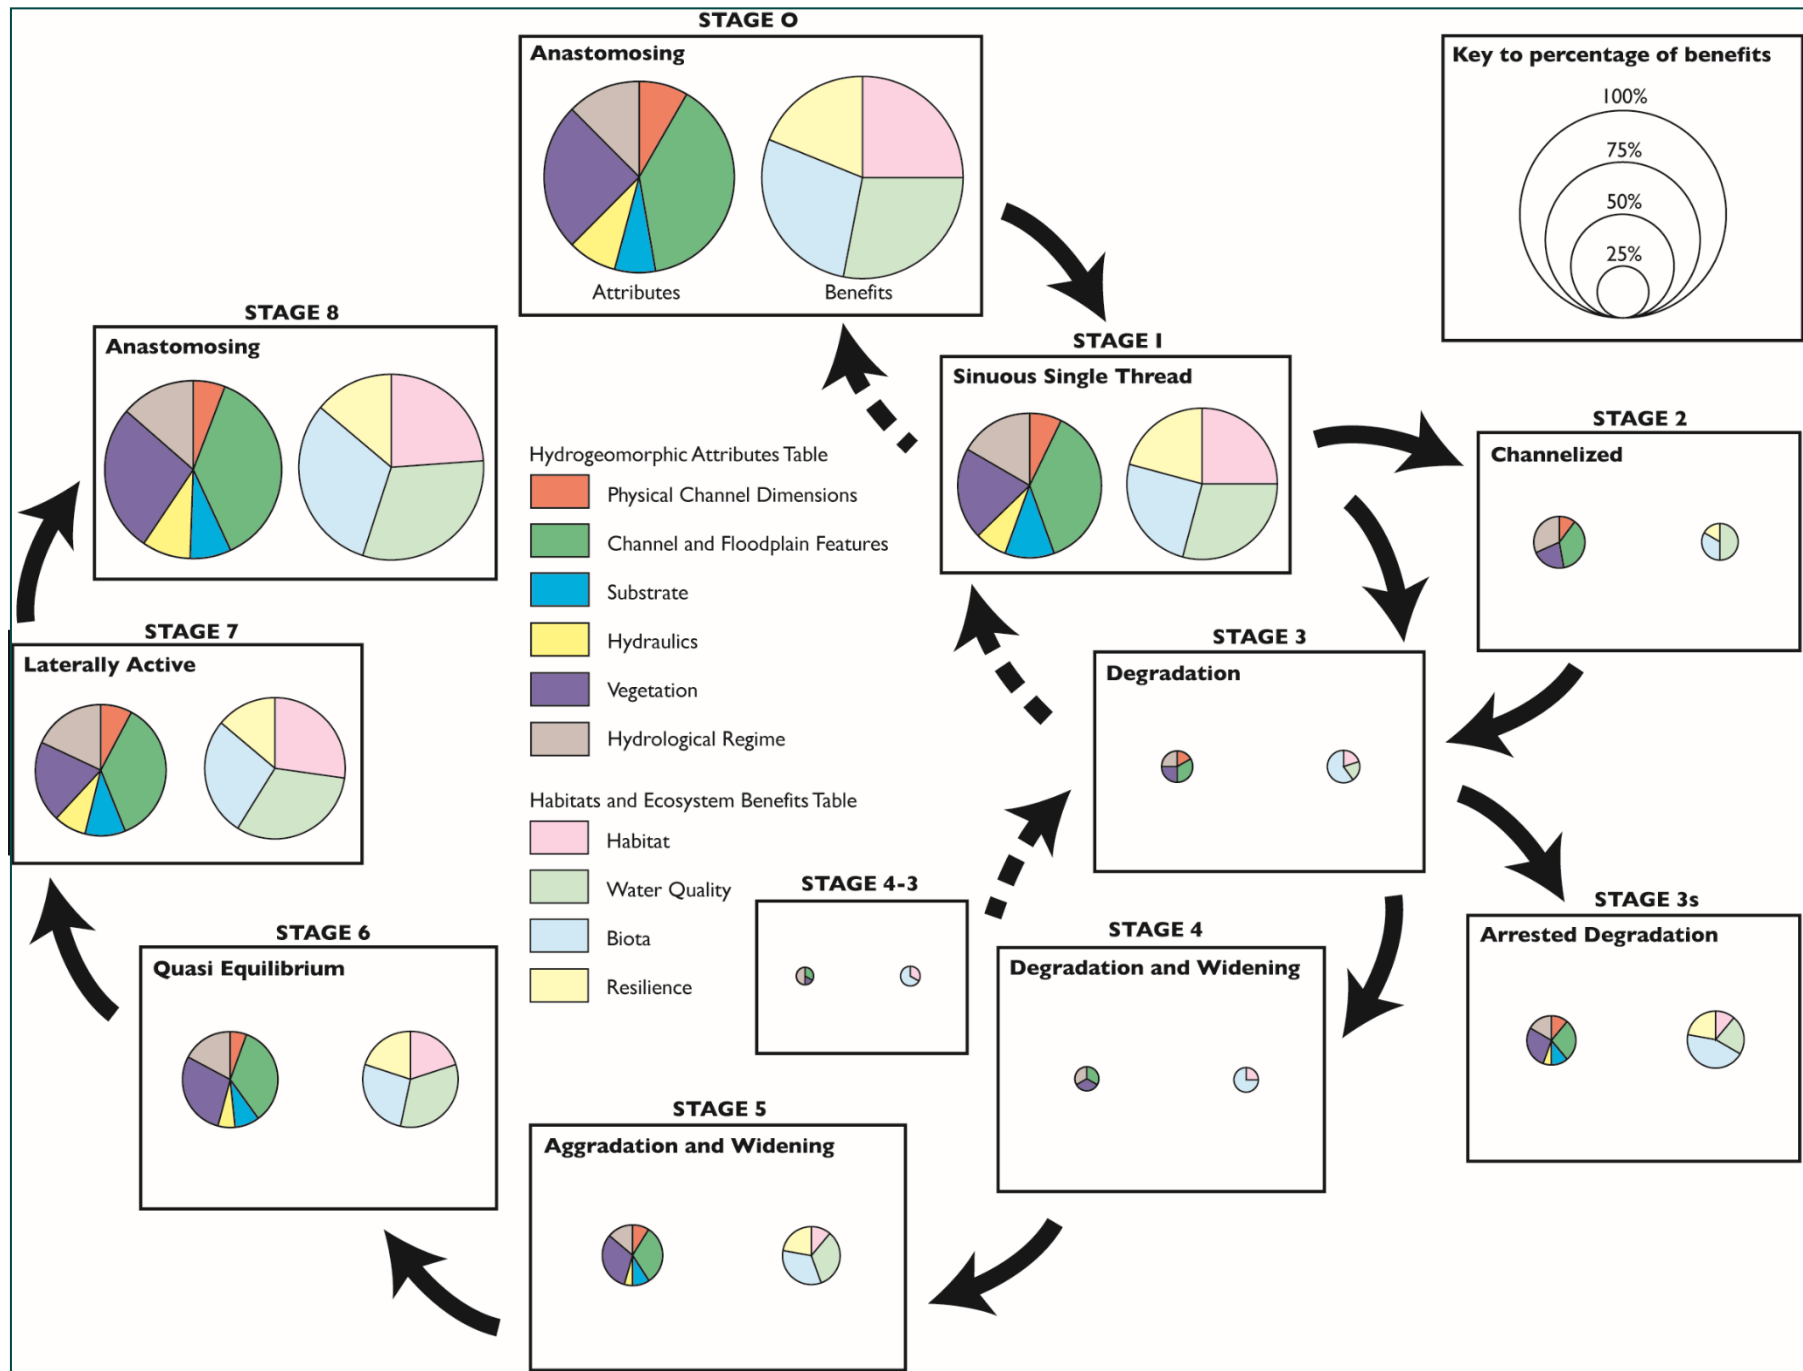 STAGE O
Anastomosing
Attributes
Benefits
Key to percentage of benefits
100%
75%
50%
25%
STAGE 8
Anastomosing
STAGE I
Sinuous Single Thread
STAGE 2
Channelized
Hydrogeomorphic Attributes Table
Physical Channel Dimensions
Channel and Floodplain Features
Substrate
Hydraulics
Vegetation
Hydrological Regime
Habitats and Ecosystem Benefits Table
Habitat
Water Quality
Biota
Resilience
STAGE 7
Laterally Active
STAGE 3
Degradation
STAGE 4-3
STAGE 3s
Arrested Degradation
STAGE 4
Degradation and Widening
STAGE 6
Quasi Equilibrium
STAGE 5
Aggradation and Widening